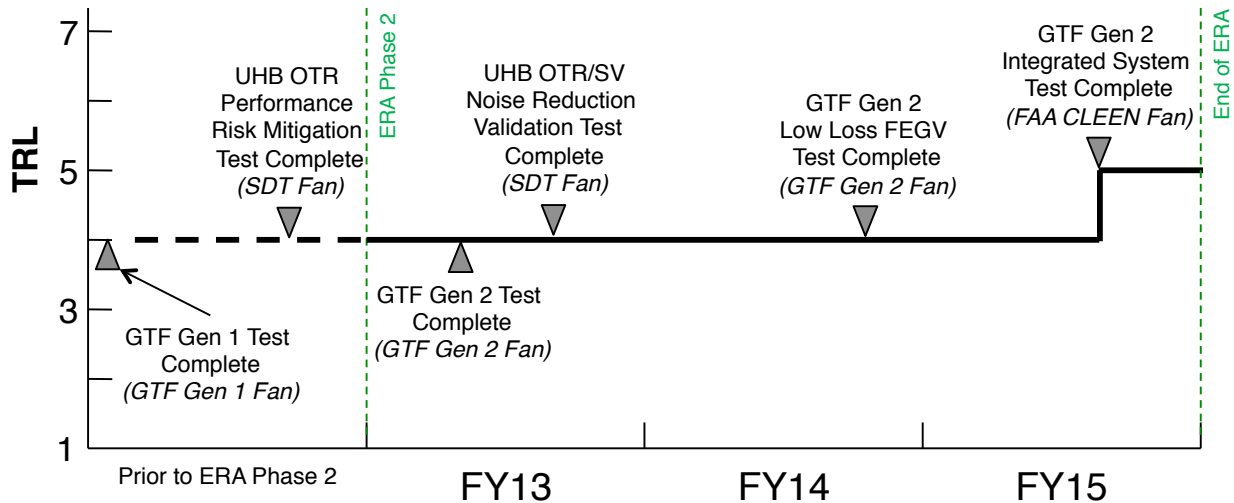 TRL
7
5
3
1
UHB OTR
Performance
Risk Mitigation
Test Complete
(SDT Fan)
ERA Phase 2
UHB OTR/SV
Noise Reduction
Validation Test
Complete
(SDT Fan)
GTF Gen 2
Low Loss FEGV
Test Complete
(GTF Gen 2 Fan)
GTF Gen 2
Integrated System
Test Complete
(FAA CLEEN Fan)
End of ERA
GTF Gen 1 Test
Complete
(GTF Gen 1 Fan)
GTF Gen 2 Test
Complete
(GTF Gen 2 Fan)
Prior to ERA Phase 2
FY13
FY14
FY15